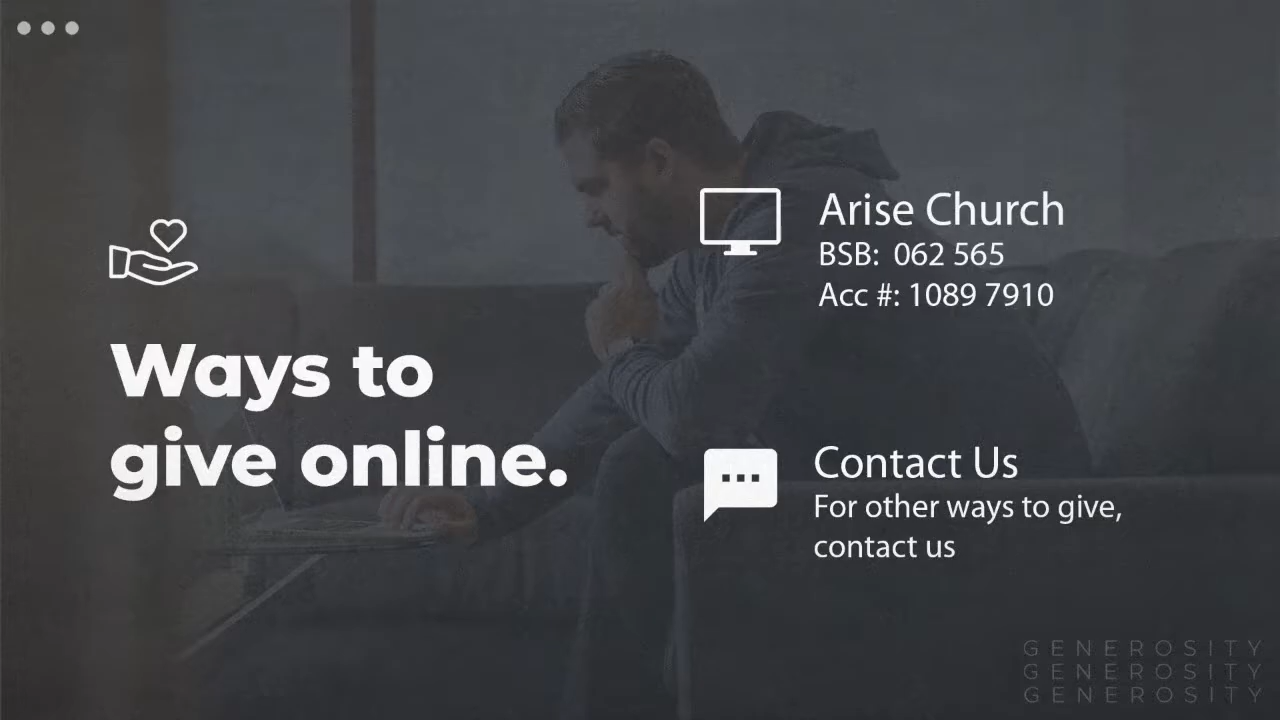 Ways to
give online.
Arise Church
BSB: 062 565
Acc #: 1089 7910
Contact Us
For other ways to give,
contact us
GENEROSITY
GENEROSITY
GENEROSITY